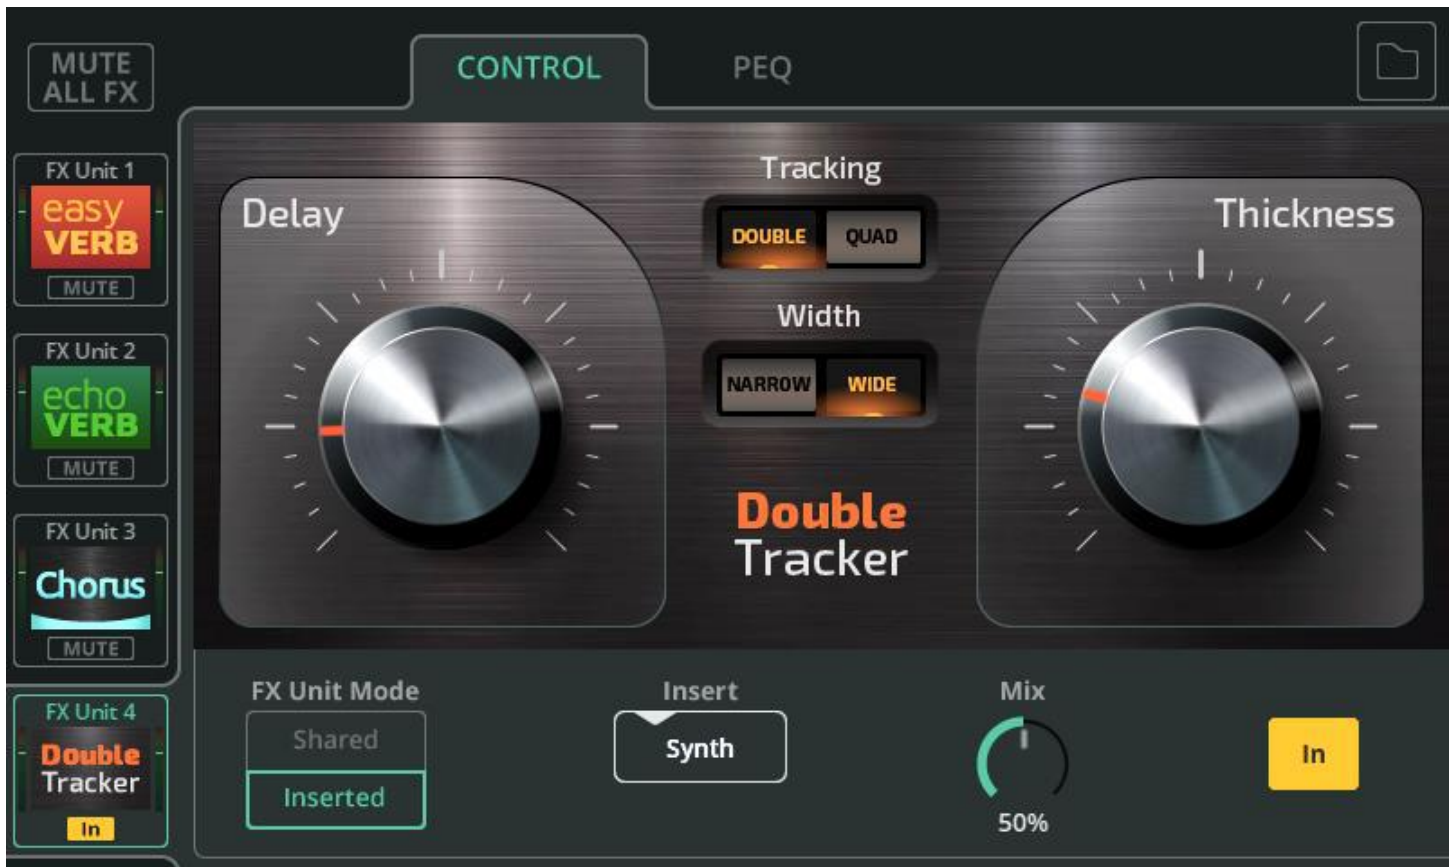 MUTE
ALL FX
CONTROL
PEQ
FX Unit 1
easy
VERB
MUTE
FX Unit 2
echo
VERB
MUTE
FX Unit 3
Chorus
MUTE
FX Unit 4
Double
Tracker
In
Delay
Tracking
DOUBLE QUAD
Width
NARROW WIDE
Double
Tracker
Thickness
FX Unit Mode
Shared
Inserted
Insert
Synth
Mix
50%
In